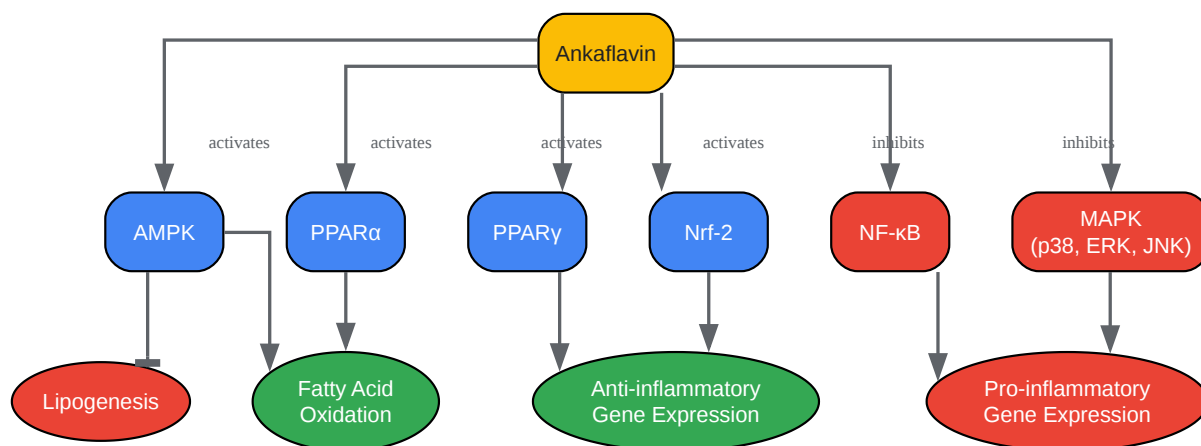 Ankaflavin
activates
activates
activates
activates
inhibits
inhibits
AMPK
PPARα
PPARγ
Nrf-2
NF-κB
MAPK
(p38, ERK, JNK)
Lipogenesis
Fatty Acid
Oxidation
Anti-inflammatory
Gene Expression
Pro-inflammatory
Gene Expression